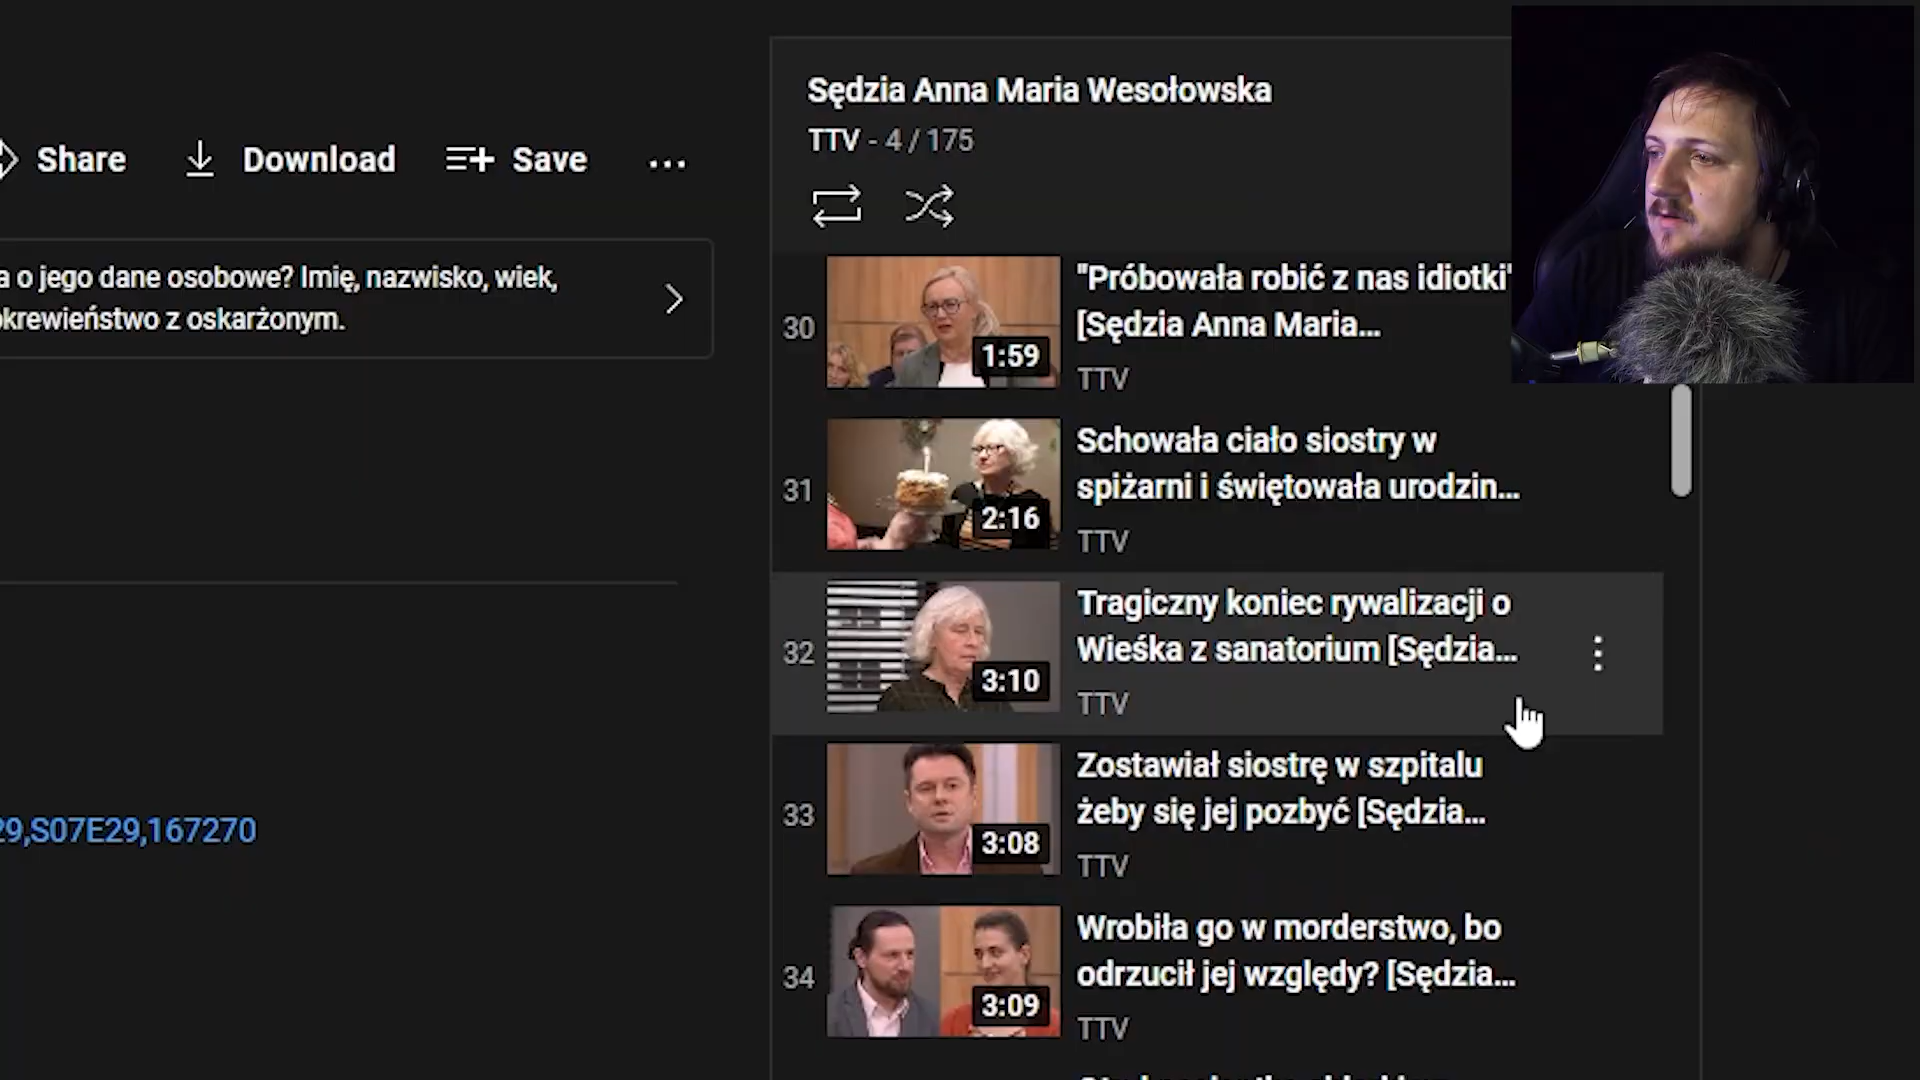 Share
Download
Save
a o jego dane osobowe? Imię, nazwisko, wiek,
okrewieństwo z oskarżonym.
29,S07E29,167270
Sędzia Anna Maria Wesołowska
TTV - 4 / 175
30
1:59
"Próbowała robić z nas idiotki"
[Sędzia Anna Maria...
TTV
31
2:16
Schowała ciało siostry w
spiżarni i świętowała urodzin...
TTV
32
3:10
Tragiczny koniec rywalizacji o
Wieśka z sanatorium [Sędzia...
TTV
33
3:08
Zostawiał siostrę w szpitalu
żeby się jej pozbyć [Sędzia...
TTV
34
3:09
Wrobiła go w morderstwo, bo
odrzucił jej względy? [Sędzia...
TTV